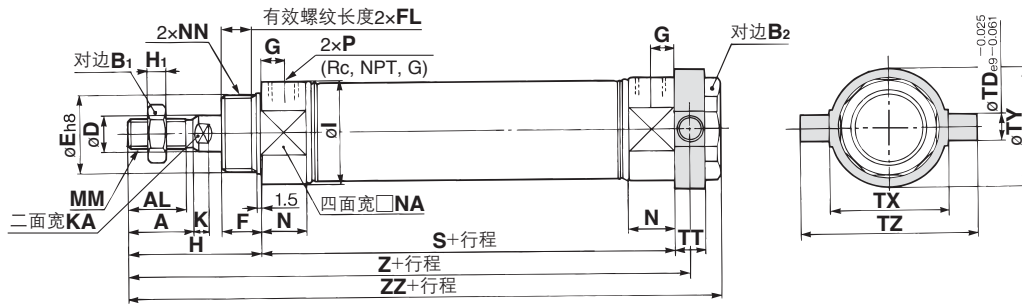 有效螺纹长度2×FL
2×NN
对边B1
H1
G
2×P
(Rc, NPT, G)
G
对边B2
øEh8
øD
øI
MM
二面宽KA
AL
A
K
H
F
1.5
N
四面宽□NA
N
TT
S+行程
Z+行程
ZZ+行程
øTDe9 -0.025 -0.061
øTY
TX
TZ